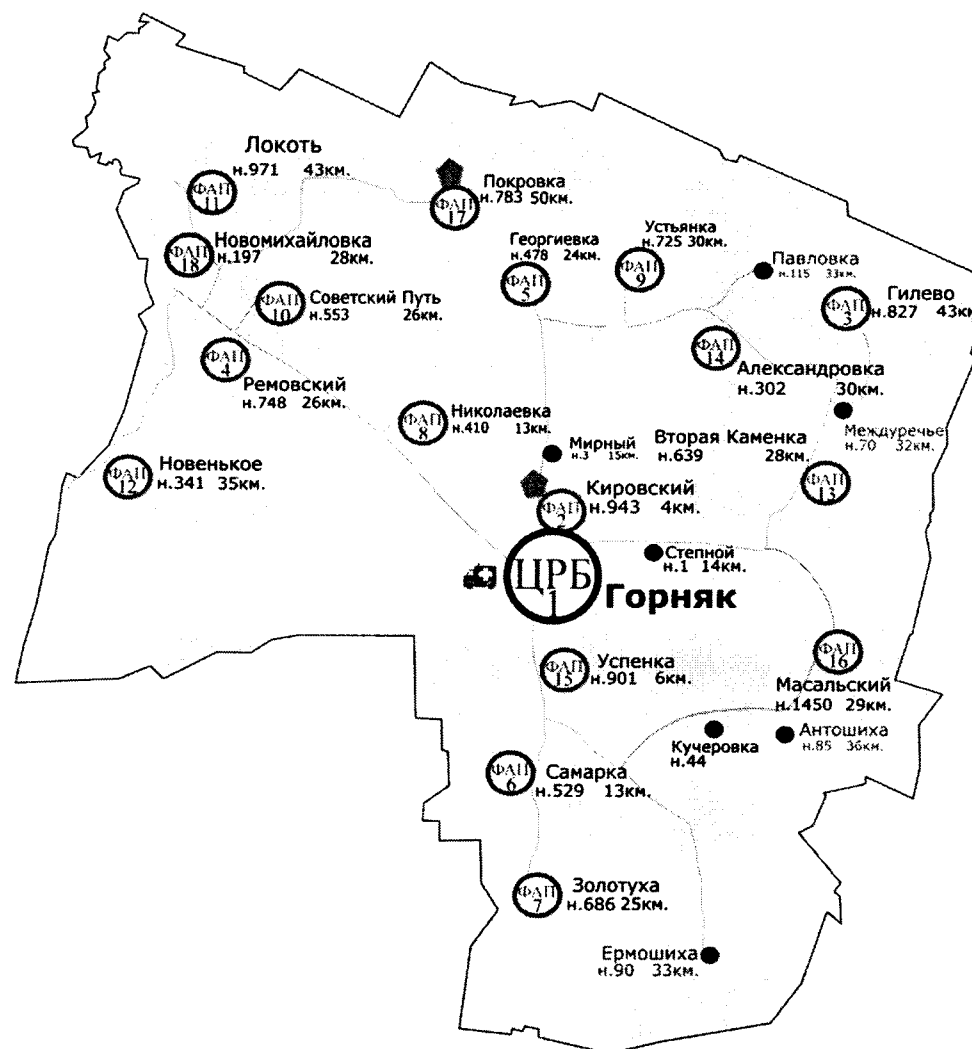 Локоть
н.971 43км.
ФАП
11
Покровка
н.783 50км.
ФАП
17
Новомихайловка
н.197 28км.
ФАП
18
Георгиевка
н.478 24км.
ФАП
5
Устьянка
н.725 30км.
ФАП
9
Павловка
н.115 33км.
Гилево
н.827 43км
ФАП
3
Советский Путь
н.553 26км.
ФАП
10
ФАП
4
Ремовский
н.748 26км.
ФАП
14
Александровка
н.302 30км.
Николаевка
н.410 13км.
ФАП
8
Междуречье
н.70 32км.
Мирный
н.3 15км.
Вторая Каменка
н.639 28км.
ФАП
13
Новенькое
н.341 35км.
ФАП
12
Кировский
н.943 4км.
ФАП
2
Степной
н.1 14км.
ЦРБ
1
Горняк
Успенка
н.901 6км.
ФАП
15
ФАП
16
Масальский
н.1450 29км.
Антошиха
н.85 36км.
Кучеровка
н.44
Самарка
н.529 13км.
ФАП
6
Золотуха
н.686 25км.
ФАП
7
Ермошиха
н.90 33км.